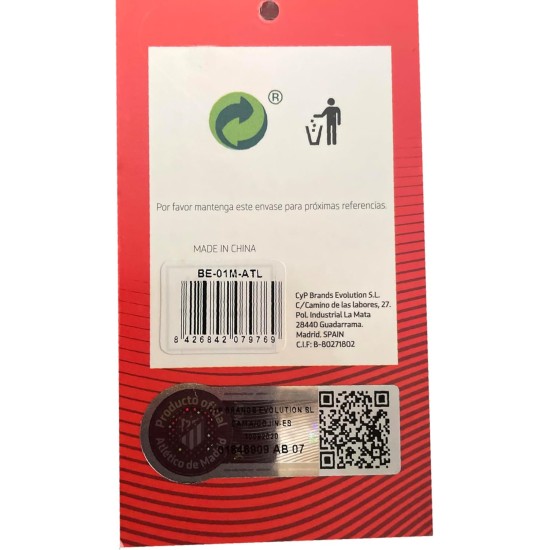 ®
Por favor mantenga este envase para próximas referencias.
MADE IN CHINA
BE-01M-ATL
8 426842 079769
CyP Brands Evolution S.L.
C/Camino de las labores, 27.
Pol. Industrial La Mata
28440 Guadarrama.
Madrid. SPAIN
C.I.F: B-80271802
Producto oficial
Atlético de Madrid
CYP BRANDS EVOLUTION SL
AB 07